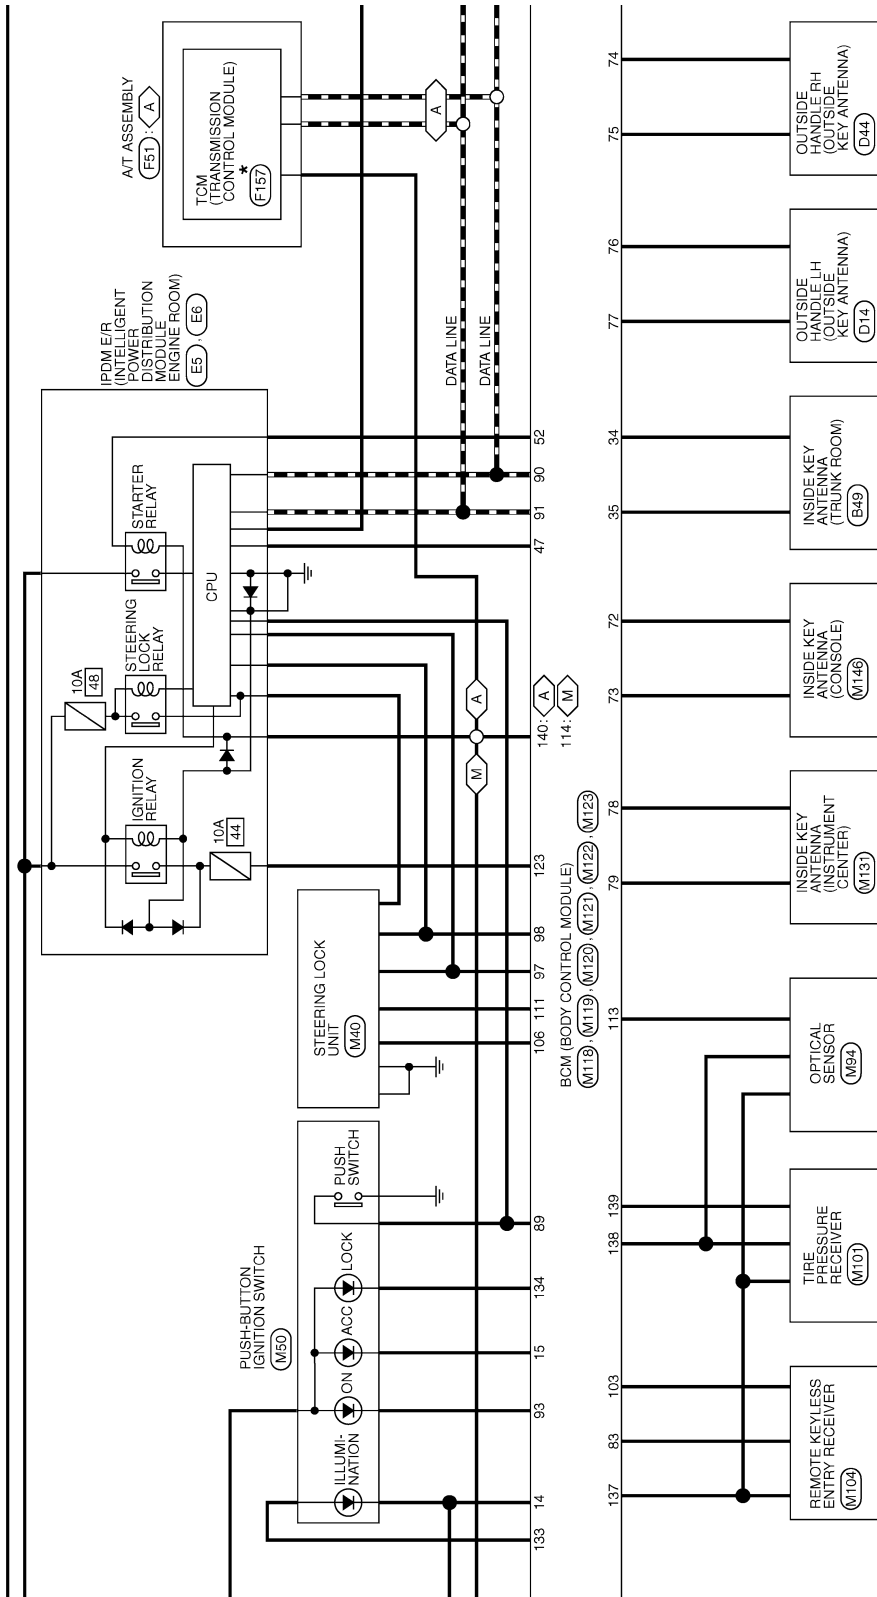 A/T ASSEMBLY
F51 : A
TCM
(TRANSMISSION
CONTROL MODULE)
*
F157
A
DATA LINE
DATA LINE
IPDM E/R
(INTELLIGENT
POWER
DISTRIBUTION
MODULE
ENGINE ROOM)
E5 , E6
STARTER
RELAY
CPU
STEERING
LOCK
RELAY
10A
48
IGNITION
RELAY
10A
44
A
M
STEERING LOCK
UNIT
M40
PUSH-BUTTON
IGNITION SWITCH
M50
PUSH
SWITCH
LOCK
ACC
ON
ILLUMI-
NATION
52
90
91
47
140: A
114: M
123
98
97
111
106
89
134
15
93
14
133
BCM (BODY CONTROL MODULE)
M118 , M119 , M120 , M121 , M122 , M123
74
75
76
77
34
35
72
73
78
79
113
139
138
103
83
137
OUTSIDE
HANDLE RH
(OUTSIDE
KEY ANTENNA)
D44
OUTSIDE
HANDLE LH
(OUTSIDE
KEY ANTENNA)
D14
INSIDE KEY
ANTENNA
(TRUNK ROOM)
B49
INSIDE KEY
ANTENNA
(CONSOLE)
M146
INSIDE KEY
ANTENNA
(INSTRUMENT
CENTER)
M131
OPTICAL
SENSOR
M94
TIRE
PRESSURE
RECEIVER
M101
REMOTE KEYLESS
ENTRY RECEIVER
M104